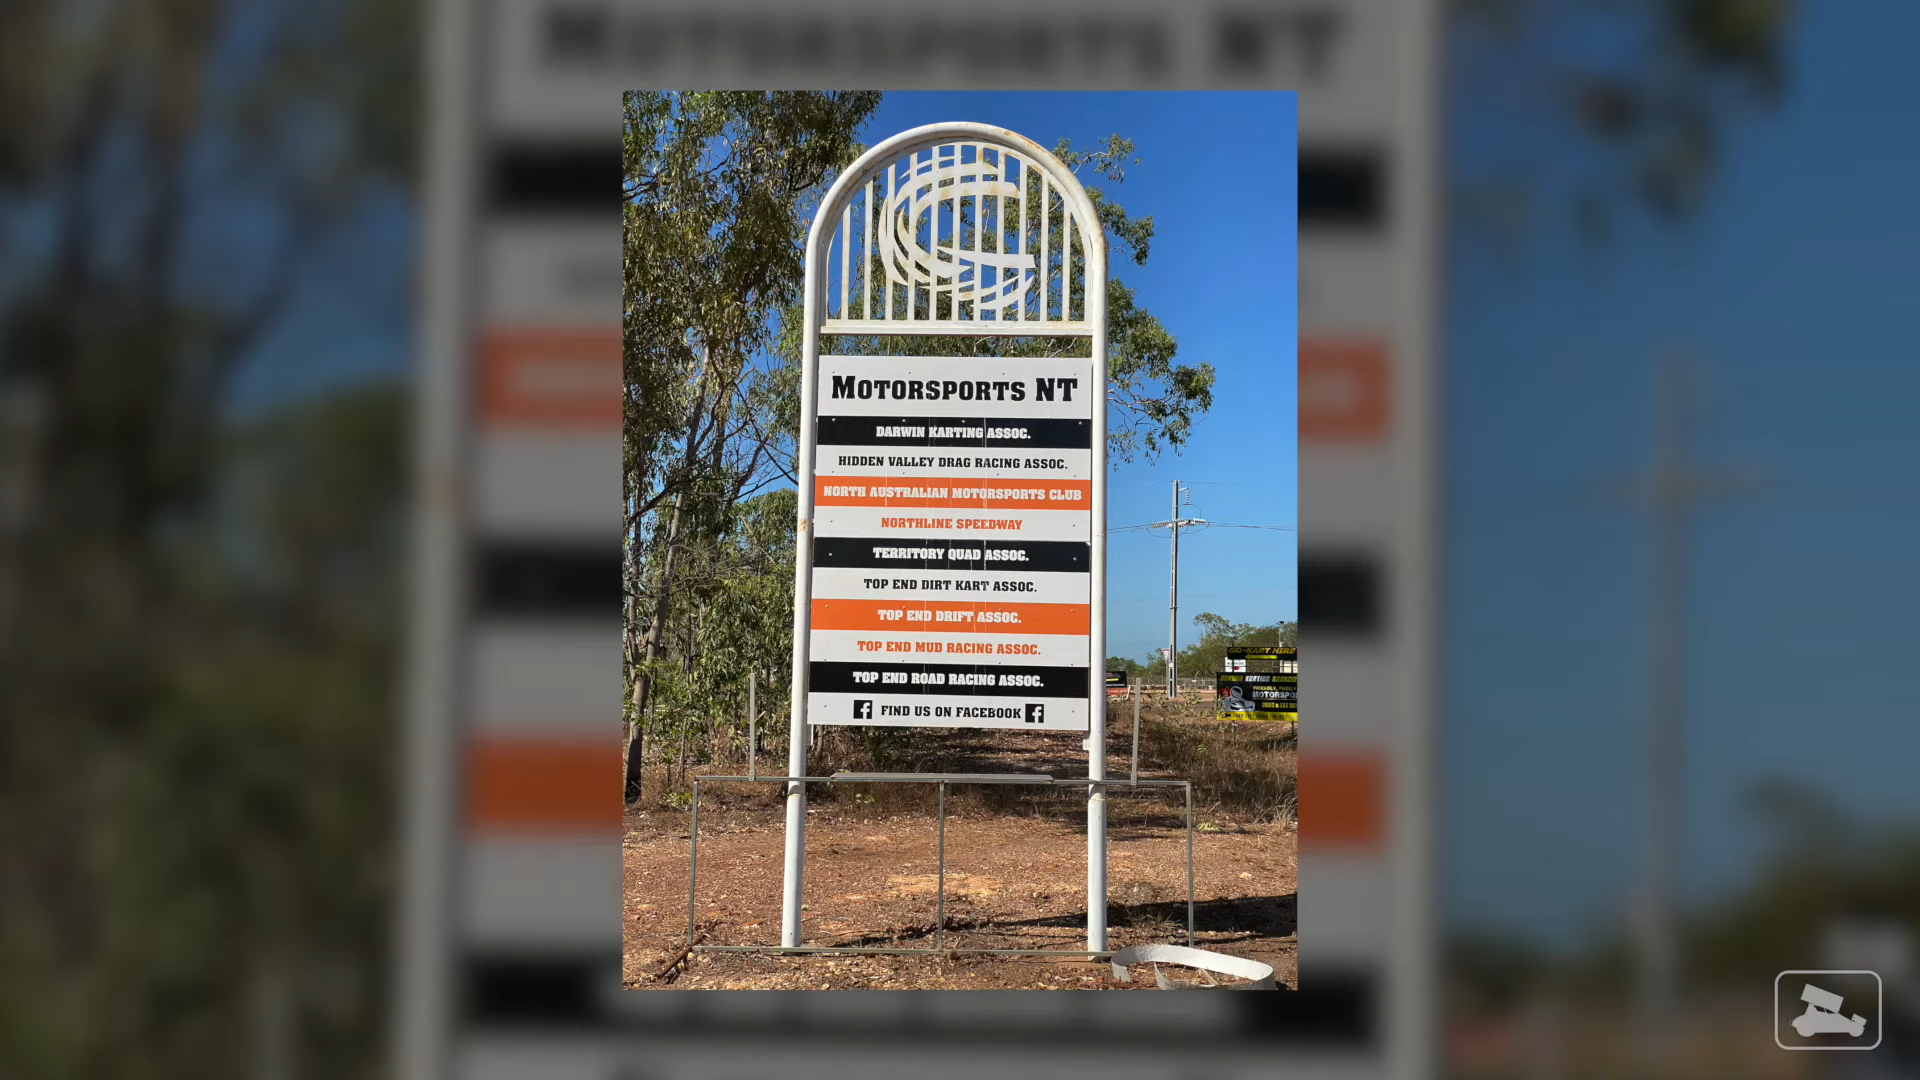 MOTORSPORTS NT
DARWIN KARTING ASSOC.
HIDDEN VALLEY DRAG RACING ASSOC.
NORTH AUSTRALIAN MOTORSPORTS CLUB
NORTHLINE SPEEDWAY
TERRITORY QUAD ASSOC.
TOP END DIRT KART ASSOC.
TOP END DRIFT ASSOC.
TOP END MUD RACING ASSOC.
TOP END ROAD RACING ASSOC.
f FIND US ON FACEBOOK f
GO-KART HIRE
DARWIN KARTING